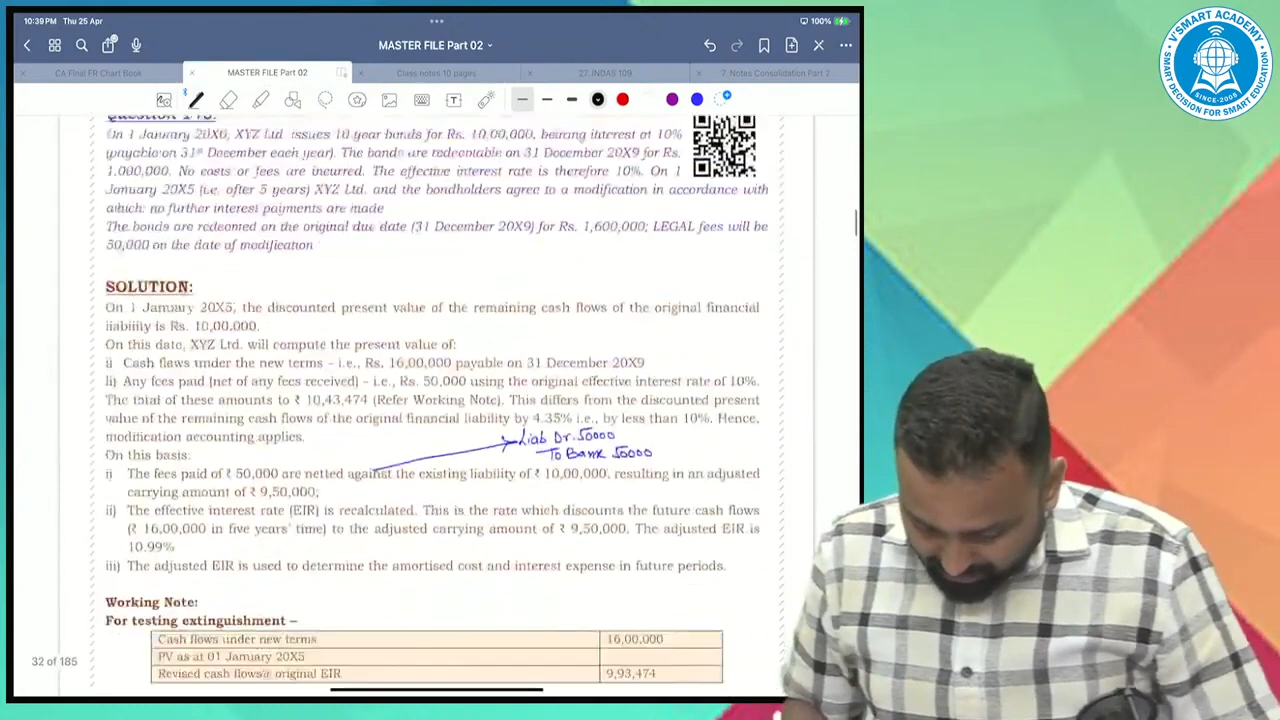 10:39 PM Thu 25 Apr
100%
MASTER FILE Part 02
CA Final FR Chart Book
MASTER FILE Part 02
Class notes 10 pages
27. INDAS 109
7. Notes Consolidation Part 2
On 1 January 20X0, XYZ Ltd. issues 10 year bonds for Rs. 10,00,000, bearing interest at 10%
(payable on 31st December each year). The bonds are redeemable on 31 December 20X9 for Rs.
1,000,000. No costs or fees are incurred. The effective interest rate is therefore 10%. On 1
January 20X5 (i.e. after 5 years) XYZ Ltd. and the bondholders agree to a modification in accordance with
which: no further interest payments are made
The bonds are redeemed on the original due date (31 December 20X9) for Rs. 1,600,000; LEGAL fees will be
50,000 on the date of modification
SOLUTION:
On 1 January 20X5, the discounted present value of the remaining cash flows of the original financial
liability is Rs. 10,00,000.
On this date, XYZ Ltd. will compute the present value of:
i) Cash flows under the new terms - i.e., Rs. 16,00,000 payable on 31 December 20X9
ii) Any fees paid (net of any fees received) - i.e., Rs. 50,000 using the original effective interest rate of 10%.
The total of these amounts to ₹ 10,43,474 (Refer Working Note). This differs from the discounted present
value of the remaining cash flows of the original financial liability by 4.35% i.e., by less than 10%. Hence,
modification accounting applies.
Liab Dr. 50000
To Bank 50000
On this basis:
i) The fees paid of ₹ 50,000 are netted against the existing liability of ₹ 10,00,000, resulting in an adjusted
carrying amount of ₹ 9,50,000;
ii) The effective interest rate (EIR) is recalculated. This is the rate which discounts the future cash flows
(₹ 16,00,000 in five years' time) to the adjusted carrying amount of ₹ 9,50,000. The adjusted EIR is
10.99%
iii) The adjusted EIR is used to determine the amortised cost and interest expense in future periods.
Working Note:
For testing extinguishment –
Cash flows under new terms 16,00,000
PV as at 01 January 20X5
Revised cash flows@ original EIR 9,93,474
32 of 185
V'SMART ACADEMY
SINCE-2008
SMART DECISION FOR SMART EDUCATION